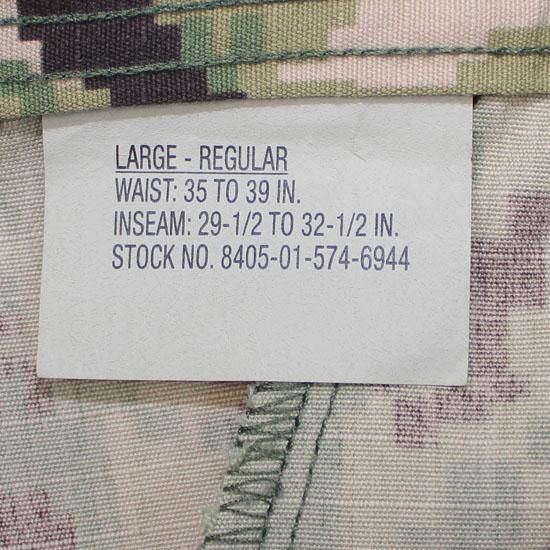 LARGE - REGULAR
WAIST: 35 TO 39 IN.
INSEAM: 29-1/2 TO 32-1/2 IN.
STOCK NO. 8405-01-574-6944